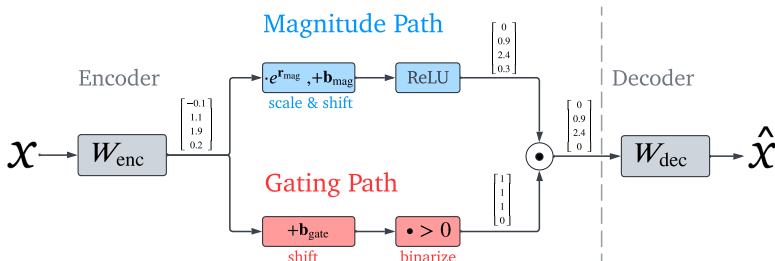 Magnitude Path
Encoder
Decoder
·e^{r_mag} ,+b_mag
ReLU
scale & shift
[−0.1
1.1
1.9
0.2]
[0
0.9
2.4
0.3]
[0
0.9
2.4
0]
x
W_enc
•
W_dec
x̂
Gating Path
[1
1
1
0]
+b_gate
• > 0
shift
binarize